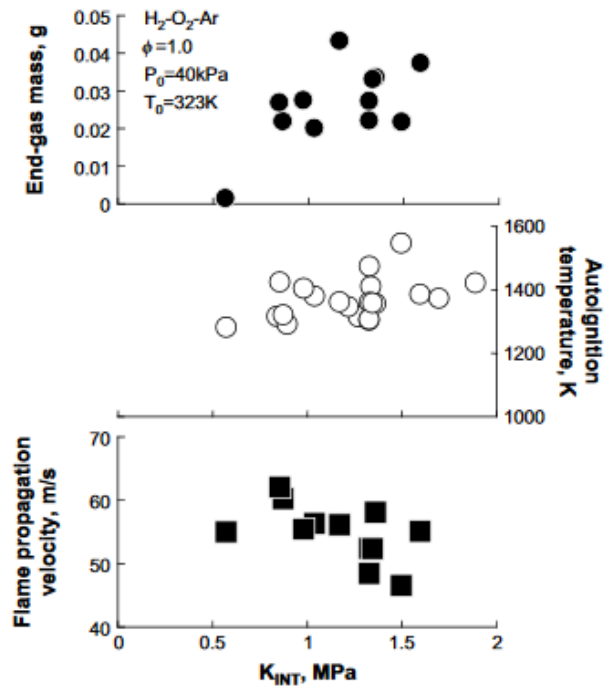 0.05
0.04
0.03
0.02
0.01
0
End-gas mass, g
H₂-O₂-Ar
ϕ=1.0
P₀=40kPa
T₀=323K
1600
1400
1200
1000
Autoignition
temperature, K
70
60
50
40
Flame propagation
velocity, m/s
0 0.5 1 1.5 2
K_INT, MPa